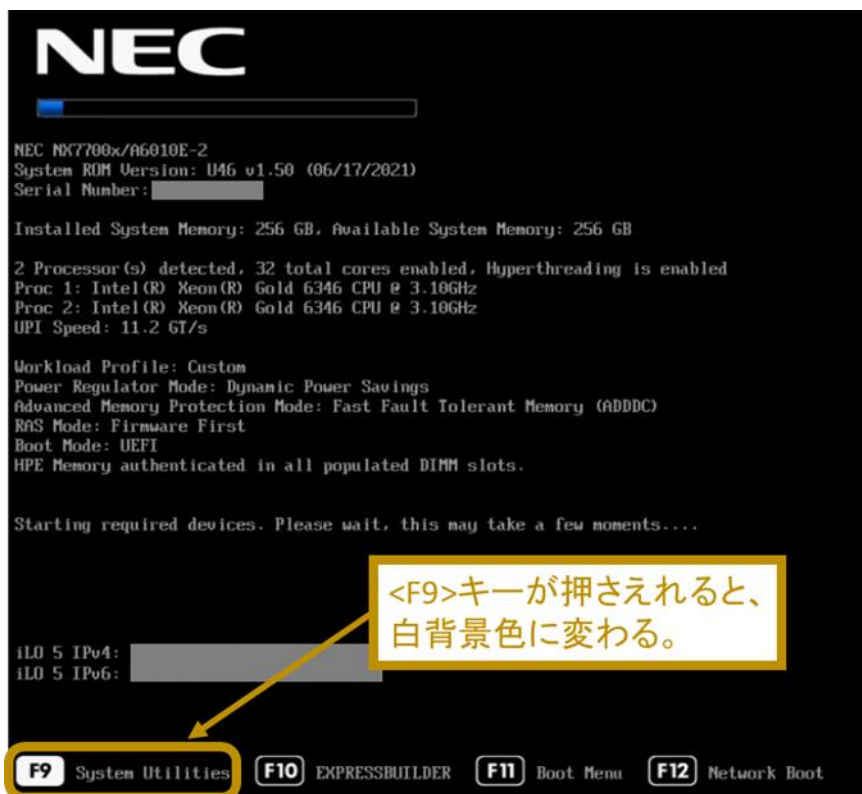 NEC
NEC NX7700x/A6010E-2
System ROM Version: U46 v1.50 (06/17/2021)
Serial Number:
Installed System Memory: 256 GB, Available System Memory: 256 GB
2 Processor(s) detected, 32 total cores enabled, Hyperthreading is enabled
Proc 1: Intel(R) Xeon(R) Gold 6346 CPU @ 3.10GHz
Proc 2: Intel(R) Xeon(R) Gold 6346 CPU @ 3.10GHz
UPI Speed: 11.2 GT/s
Workload Profile: Custom
Power Regulator Mode: Dynamic Power Savings
Advanced Memory Protection Mode: Fast Fault Tolerant Memory (ADDDC)
RAS Mode: Firmware First
Boot Mode: UEFI
HPE Memory authenticated in all populated DIMM slots.
Starting required devices. Please wait, this may take a few moments....
<F9>キーが押さえれると、
白背景色に変わる。
iLO 5 IPv4:
iLO 5 IPv6:
F9 System Utilities F10 EXPRESSBUILDER F11 Boot Menu F12 Network Boot